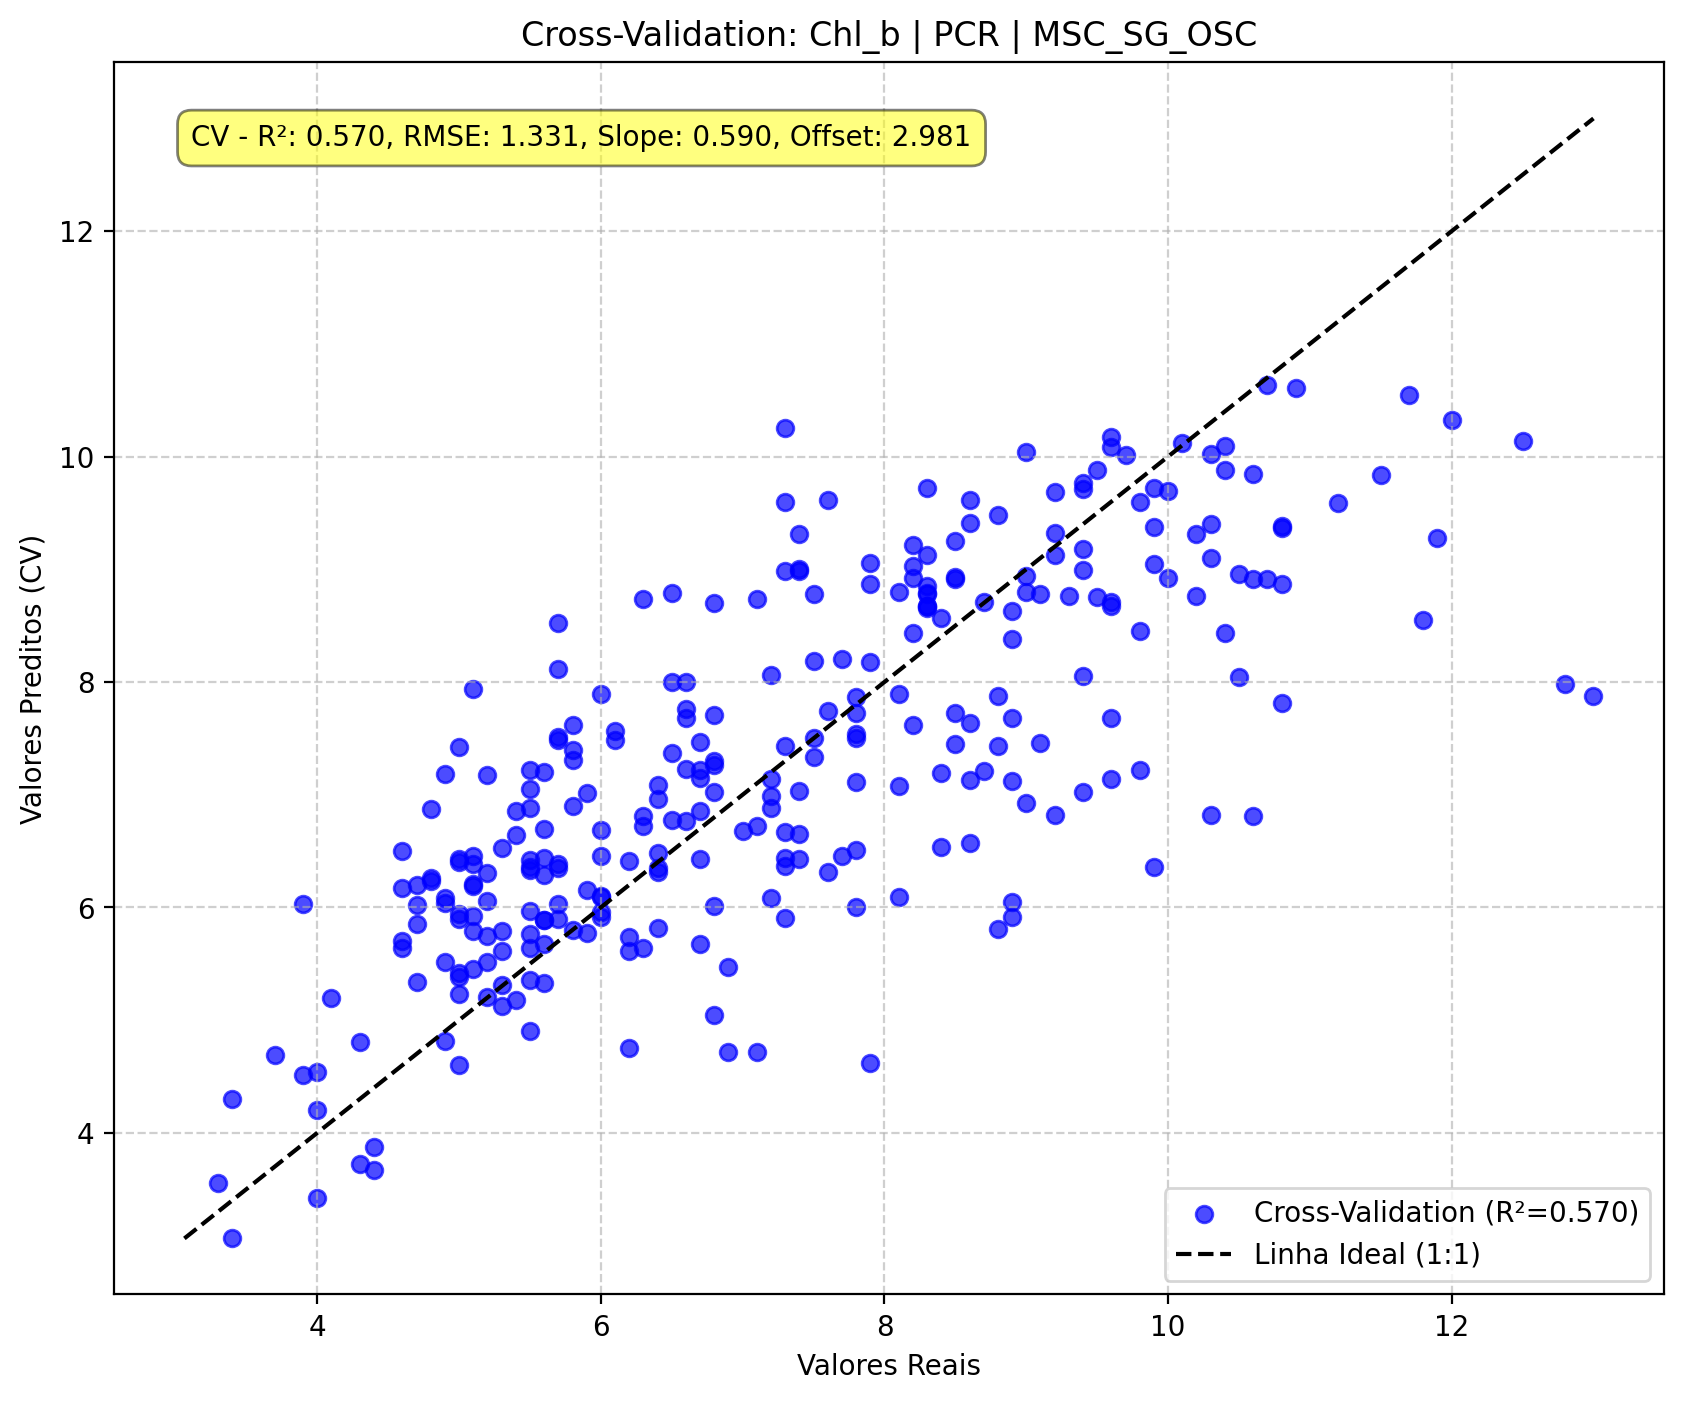 Cross-Validation: Chl_b | PCR | MSC_SG_OSC
CV - R²: 0.570, RMSE: 1.331, Slope: 0.590, Offset: 2.981
Valores Preditos (CV)
12
10
8
6
4
Cross-Validation (R²=0.570)
Linha Ideal (1:1)
4
6
8
10
12
Valores Reais